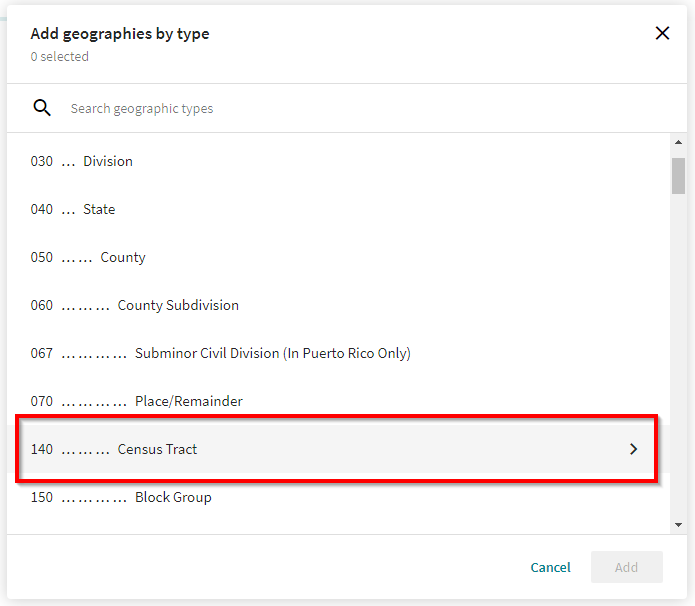 Add geographies by type
0 selected
Search geographic types
030 ... Division
040 ... State
050 ...... County
060 ......... County Subdivision
067 ............ Subminor Civil Division (In Puerto Rico Only)
070 ............ Place/Remainder
140 ......... Census Tract
150 ............ Block Group
Cancel Add